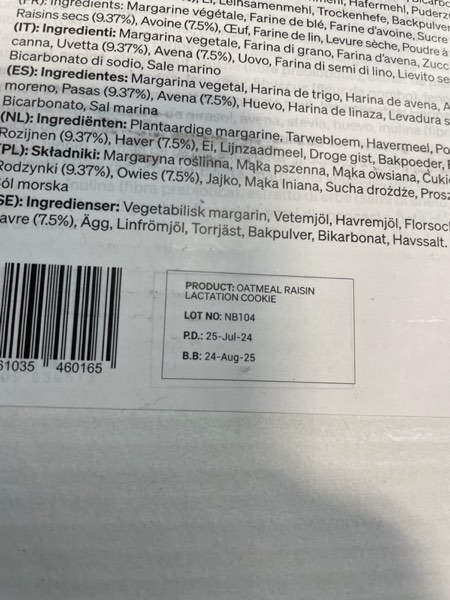 (FR): Ingrédients: Margarine végétale, Farine de blé, Farine d'avoine, Sucre
Raisins secs (9.37%), Avoine (7.5%), Œuf, Farine de lin, Levure sèche, Poudre à
(IT): Ingredienti: Margarina vegetale, Farina di grano, Farina d'avena, Zucc
canna, Uvetta (9.37%), Avena (7.5%), Uovo, Farina di semi di lino, Lievito se
Bicarbonato di sodio, Sale marino
(ES): Ingredientes: Margarina vegetal, Harina de trigo, Harina de avena, A
moreno, Pasas (9.37%), Avena (7.5%), Huevo, Harina de linaza, Levadura s
Bicarbonato, Sal marina
(NL): Ingrediënten: Plantaardige margarine, Tarwebloem, Havermeel, Po
Rozijnen (9.37%), Haver (7.5%), Ei, Lijnzaadmeel, Droge gist, Bakpoeder, B
(PL): Składniki: Margaryna roślinna, Mąka pszenna, Mąka owsiana, Cuki
Rodzynki (9.37%), Owies (7.5%), Jajko, Mąka lniana, Sucha drożdże, Prosz
Sól morska
SE): Ingredienser: Vegetabilisk margarin, Vetemjöl, Havremjöl, Florsoc
avre (7.5%), Ägg, Linfrömjöl, Torrjäst, Bakpulver, Bikarbonat, Havssalt.
PRODUCT: OATMEAL RAISIN
LACTATION COOKIE
LOT NO: NB104
P.D.: 25-Jul-24
B.B: 24-Aug-25
61035 460165